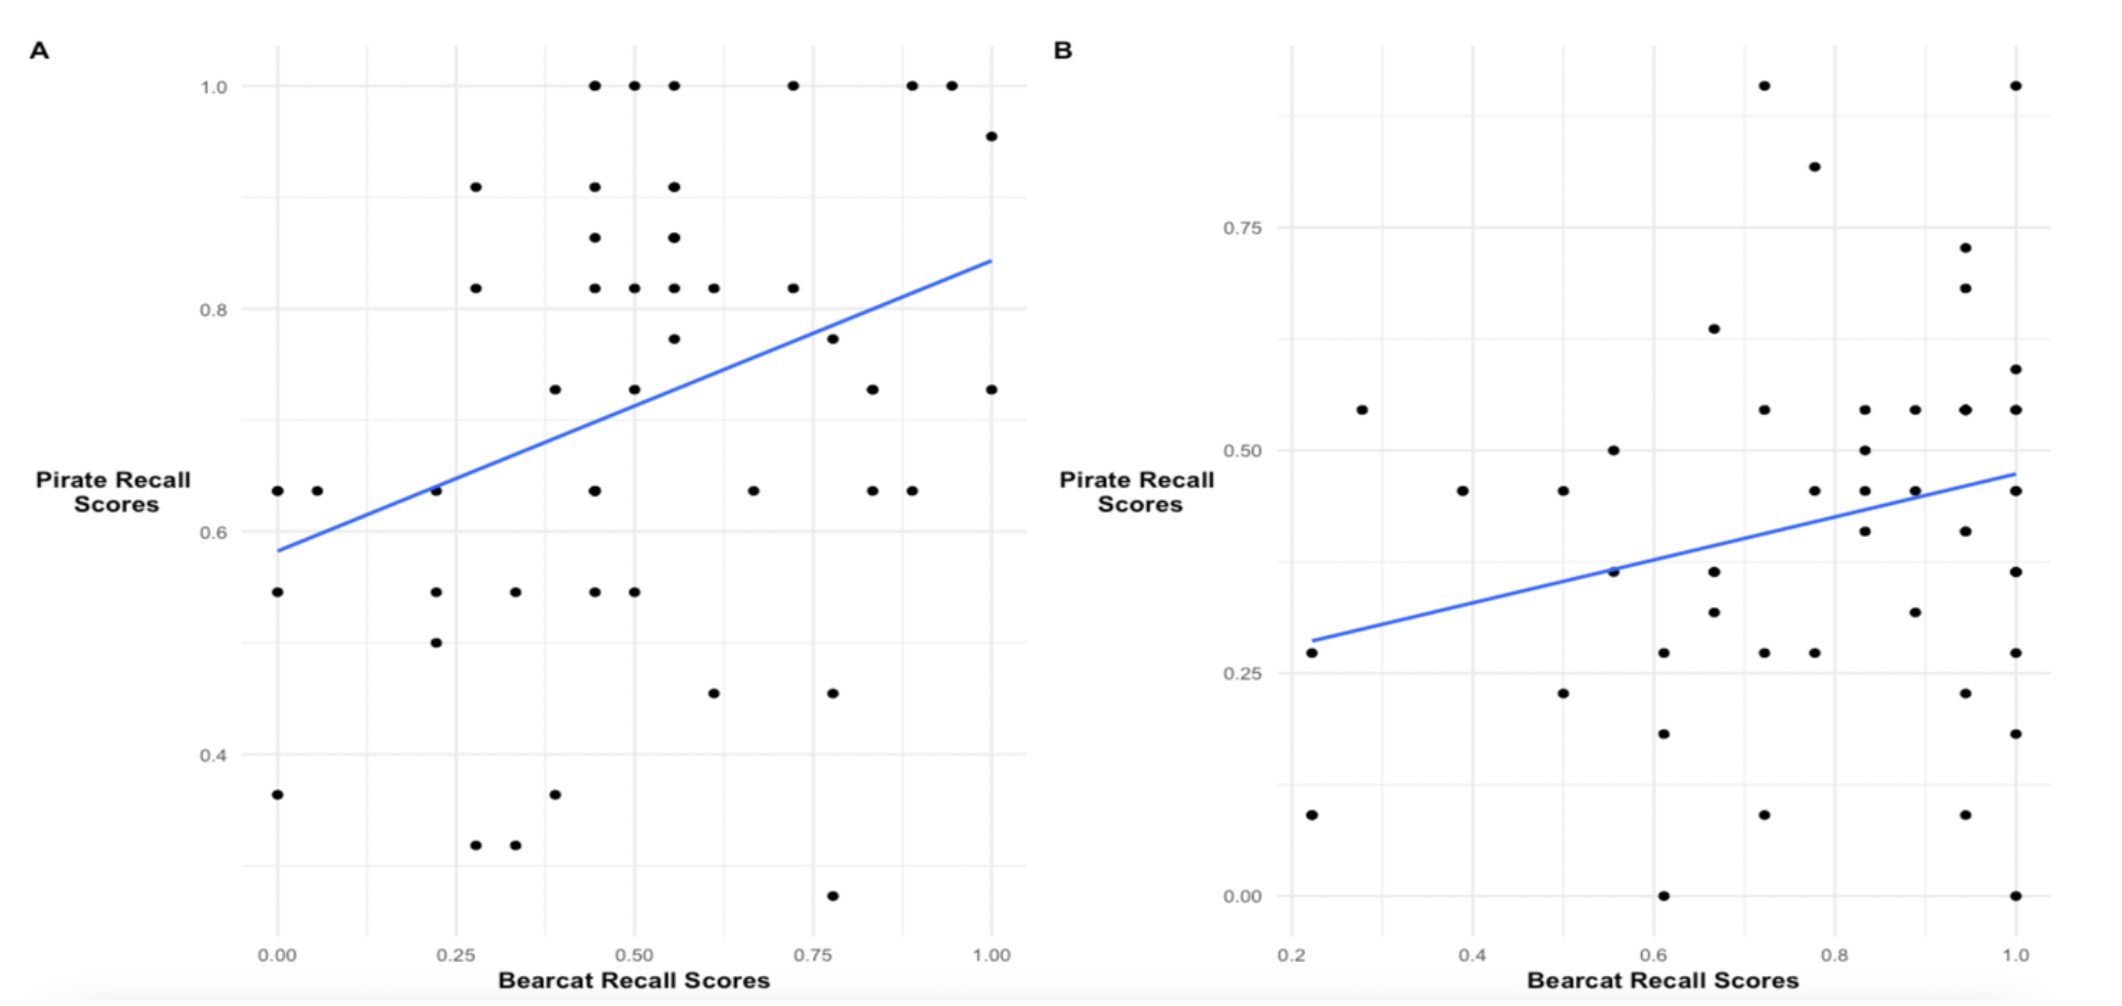 A
1.0
0.8
0.6
0.4
Pirate Recall
Scores
0.00 0.25 0.50 0.75 1.00
Bearcat Recall Scores
B
0.75
0.50
0.25
0.00
Pirate Recall
Scores
0.2 0.4 0.6 0.8 1.0
Bearcat Recall Scores